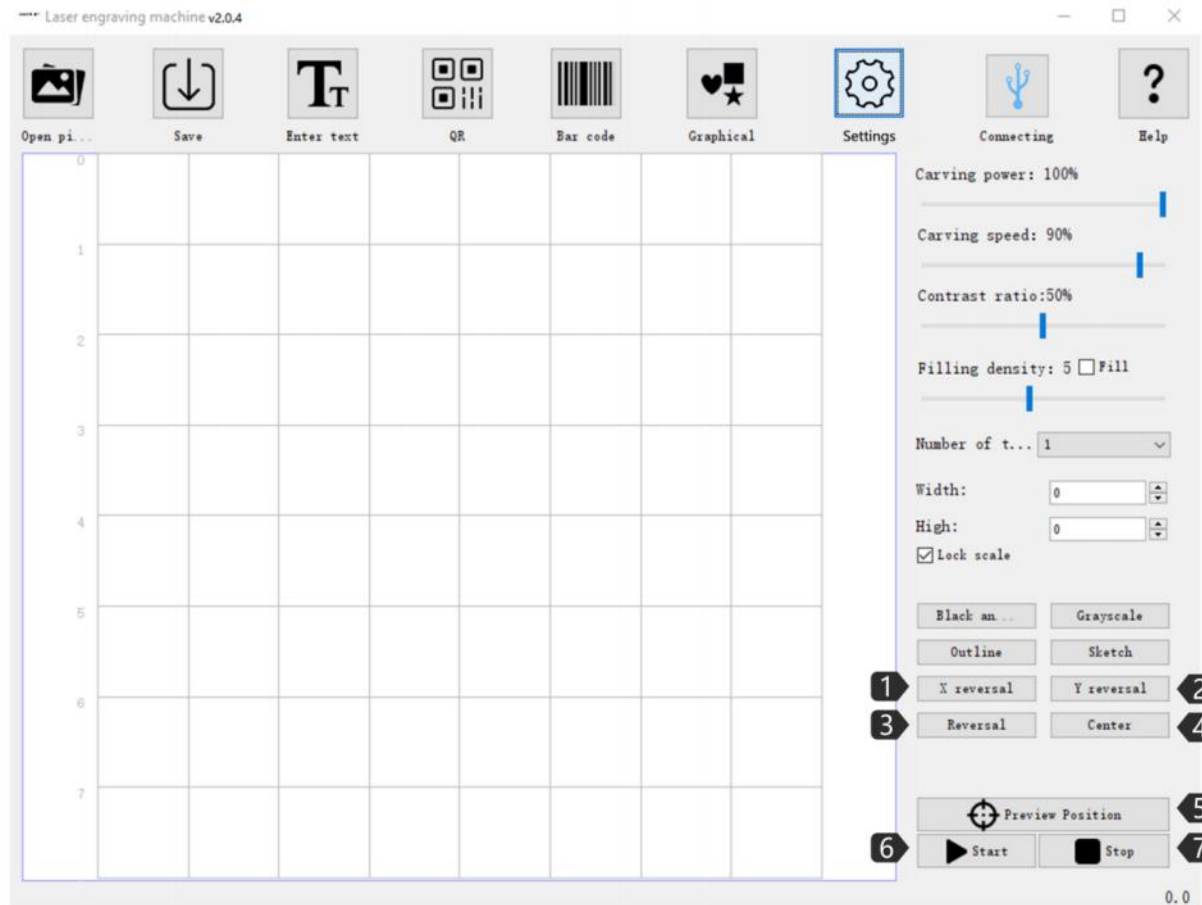 Laser engraving machine v2.0.4
Open pi...
Save
Enter text
QR
Bar code
Graphical
Settings
Connecting
Help
0
1
2
3
4
5
6
7
Carving power: 100%
Carving speed: 90%
Contrast ratio:50%
Filling density: 5 Fill
Number of t... 1
Width: 0
High: 0
Lock scale
Black an...
Grayscale
Outline
Sketch
1 X reversal
Y reversal 2
3 Reversal
Center 4
Preview Position 5
6 Start
Stop 7
0.0